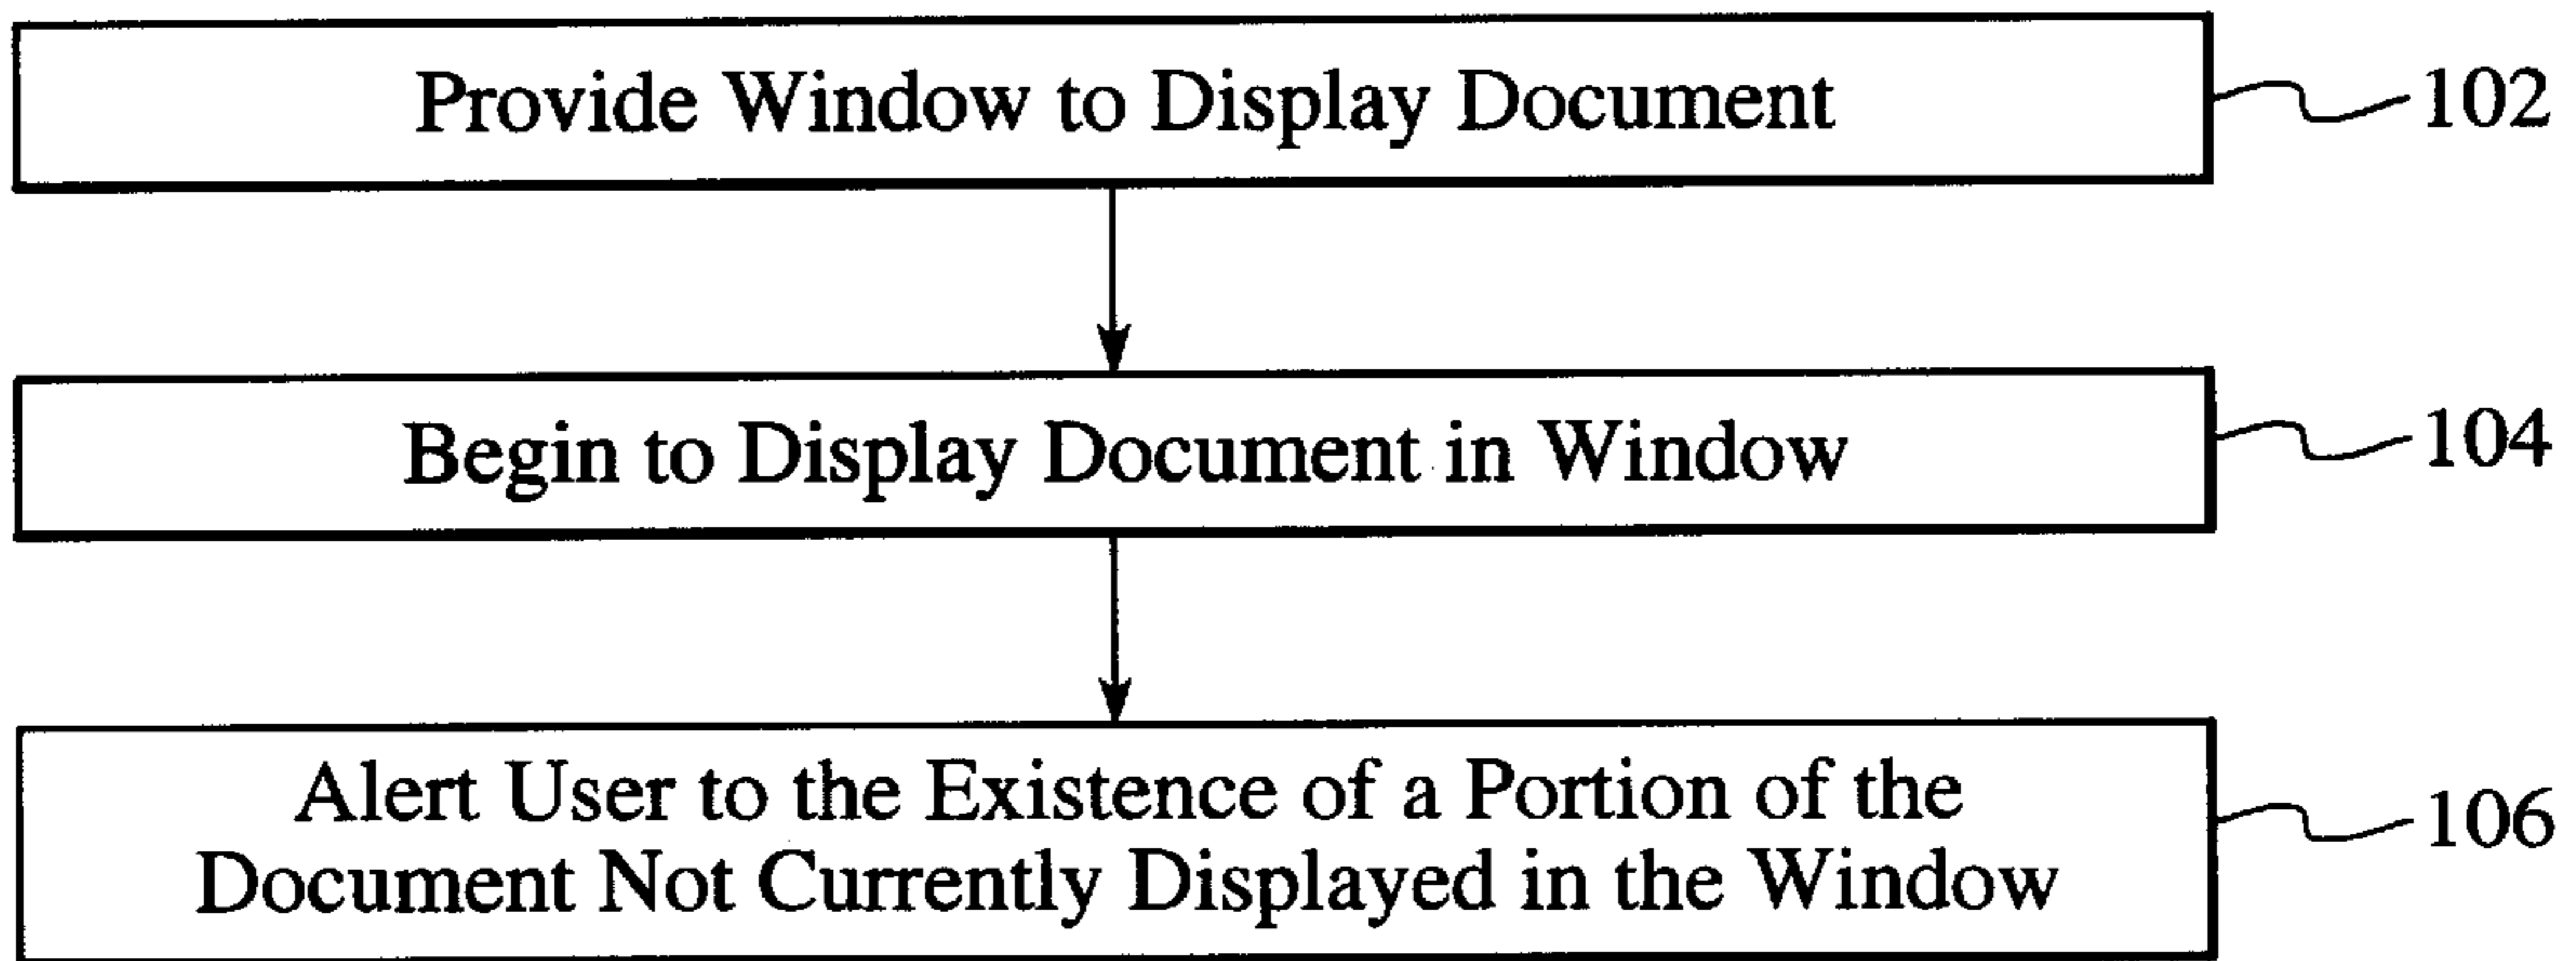 Provide Window to Display Document
102
Begin to Display Document in Window
104
Alert User to the Existence of a Portion of the
Document Not Currently Displayed in the Window
106